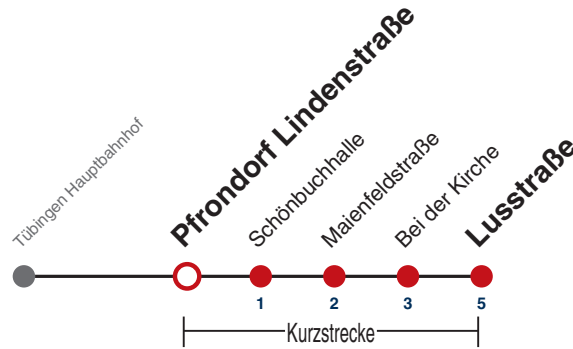 Tübingen Hauptbahnhof
Pfrondorf Lindenstraße
Schönbuchhalle
Maienfeldstraße
Bei der Kirche
Lusstraße
1 2 3 5
Kurzstrecke